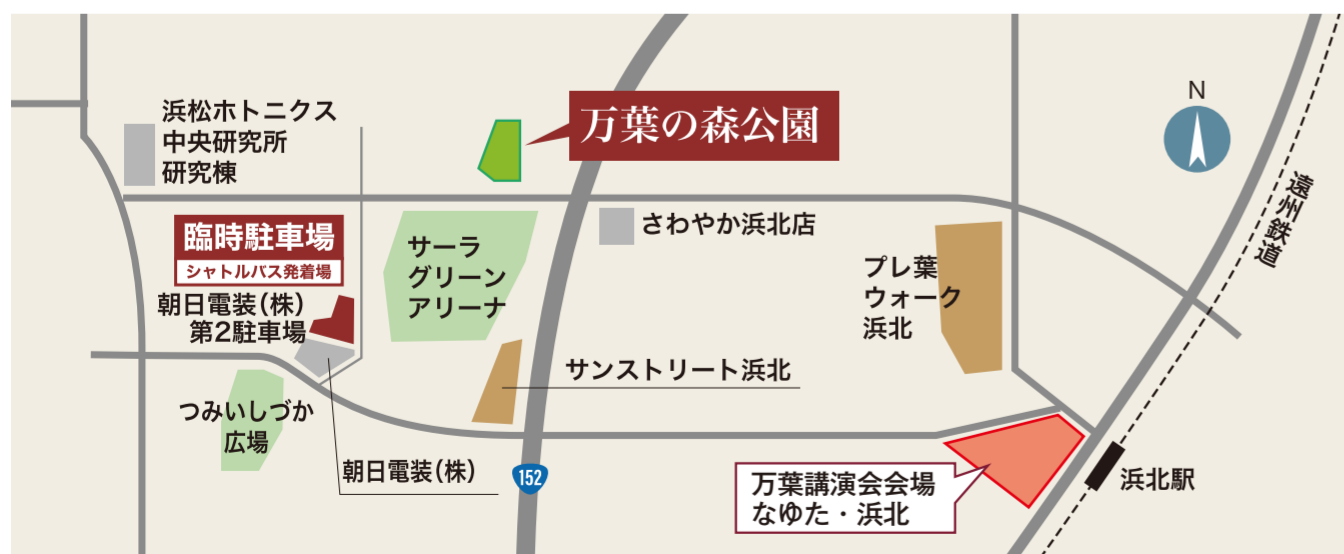 浜松ホトニクス
中央研究所
研究棟
万葉の森公園
N
遠州鉄道
臨時駐車場
シャトルバス発着場
朝日電装(株)
第2駐車場
サーラ
グリーン
アリーナ
さわやか浜北店
プレ葉
ウォーク
浜北
サンストリート浜北
つみいしづか
広場
朝日電装(株)
152
万葉講演会会場
なゆた・浜北
浜北駅